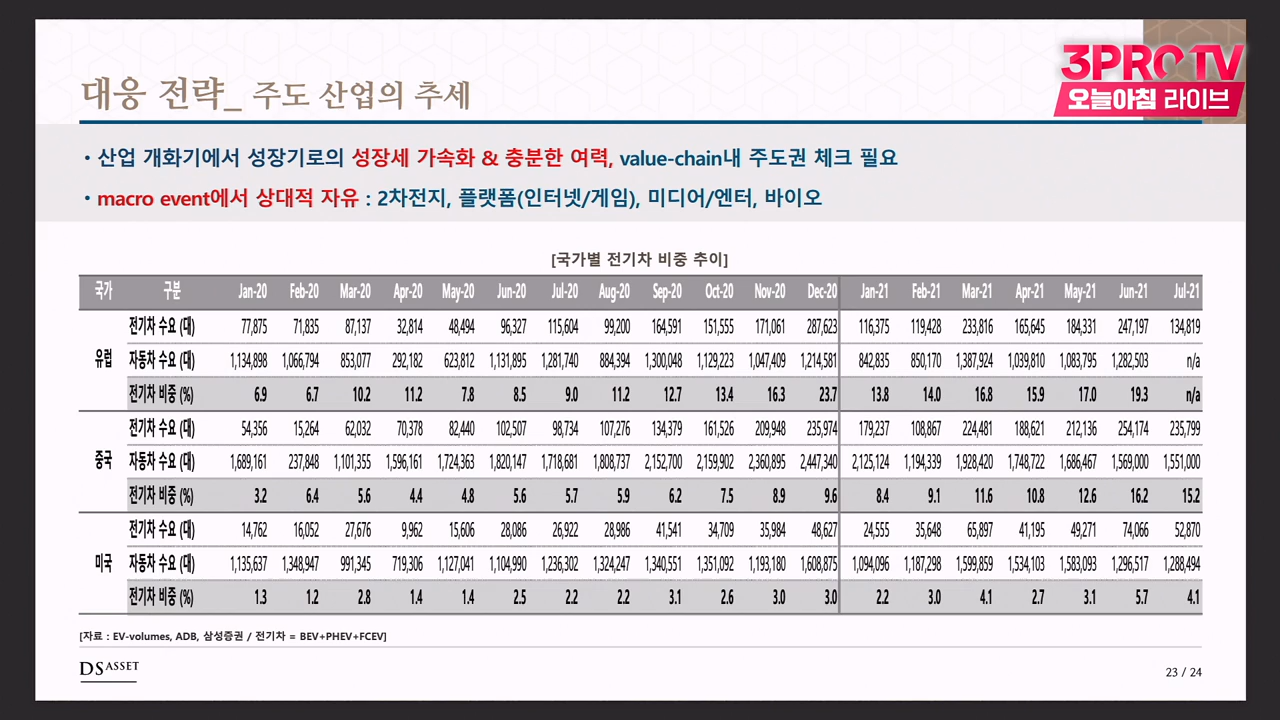 3PRO TV
오늘아침 라이브
대응 전략_ 주도 산업의 추세
• 산업 개화기에서 성장기로의 성장세 가속화 & 충분한 여력, value-chain내 주도권 체크 필요
• macro event에서 상대적 자유 : 2차전지, 플랫폼(인터넷/게임), 미디어/엔터, 바이오
[국가별 전기차 비중 추이]
국가 구분 Jan-20 Feb-20 Mar-20 Apr-20 May-20 Jun-20 Jul-20 Aug-20 Sep-20 Oct-20 Nov-20 Dec-20 Jan-21 Feb-21 Mar-21 Apr-21 May-21 Jun-21 Jul-21
전기차 수요 (대) 77,875 71,835 87,137 32,814 48,494 96,327 115,604 99,200 164,591 151,555 171,061 287,623 116,375 119,428 233,816 165,645 184,331 247,197 134,819
유럽 자동차 수요 (대) 1,134,898 1,066,794 853,077 292,182 623,812 1,131,895 1,281,740 884,394 1,300,048 1,129,223 1,047,409 1,214,581 842,835 850,170 1,387,924 1,039,810 1,083,795 1,282,503 n/a
전기차 비중 (%) 6.9 6.7 10.2 11.2 7.8 8.5 9.0 11.2 12.7 13.4 16.3 23.7 13.8 14.0 16.8 15.9 17.0 19.3 n/a
전기차 수요 (대) 54,356 15,264 62,032 70,378 82,440 102,507 98,734 107,276 134,379 161,526 209,948 235,974 179,237 108,867 224,481 188,621 212,136 254,174 235,799
중국 자동차 수요 (대) 1,689,161 237,848 1,101,355 1,596,161 1,724,363 1,820,147 1,718,681 1,808,737 2,152,700 2,159,902 2,360,895 2,447,340 2,125,124 1,194,339 1,928,420 1,748,722 1,686,467 1,569,000 1,551,000
전기차 비중 (%) 3.2 6.4 5.6 4.4 4.8 5.6 5.7 5.9 6.2 7.5 8.9 9.6 8.4 9.1 11.6 10.8 12.6 16.2 15.2
전기차 수요 (대) 14,762 16,052 27,676 9,962 15,606 28,086 26,922 28,986 41,541 34,709 35,984 48,627 24,555 35,648 65,897 41,195 49,271 74,066 52,870
미국 자동차 수요 (대) 1,135,637 1,348,947 991,345 719,306 1,127,041 1,104,990 1,236,302 1,324,247 1,340,551 1,351,092 1,193,180 1,608,875 1,094,096 1,187,298 1,599,859 1,534,103 1,583,093 1,296,517 1,288,494
전기차 비중 (%) 1.3 1.2 2.8 1.4 1.4 2.5 2.2 2.2 3.1 2.6 3.0 3.0 2.2 3.0 4.1 2.7 3.1 5.7 4.1
[자료 : EV-volumes, ADB, 삼성증권 / 전기차 = BEV+PHEV+FCEV]
DS ASSET
23 / 24